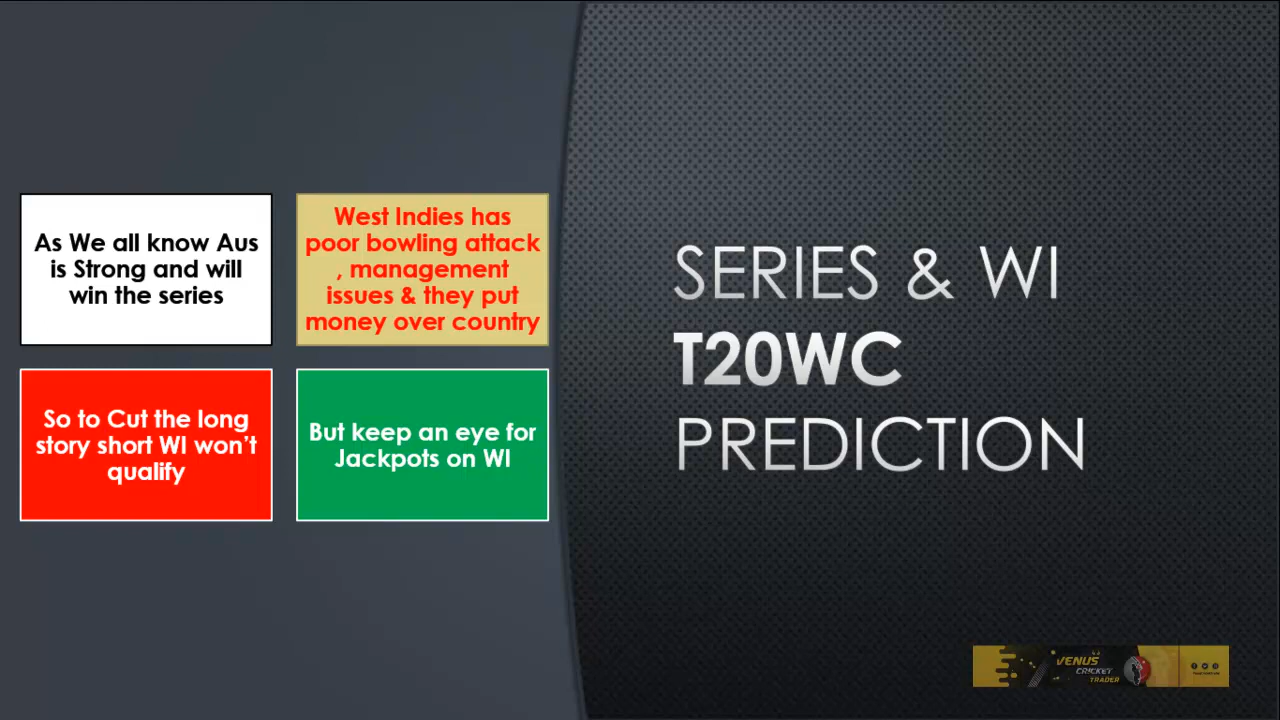 As We all know Aus
is Strong and will
win the series
West Indies has
poor bowling attack
, management
issues & they put
money over country
So to Cut the long
story short WI won't
qualify
But keep an eye for
Jackpots on WI
SERIES & WI
T20WC
PREDICTION
VENUS
CRICKET
TRADER